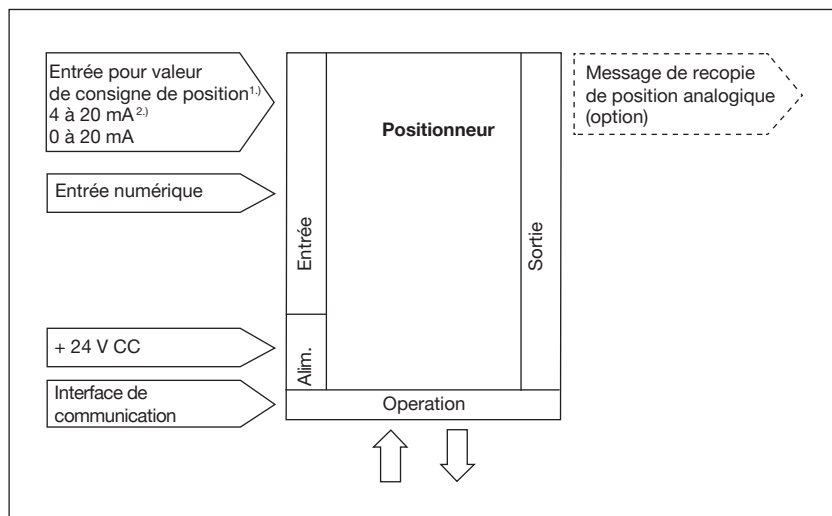 Entrée pour valeur
de consigne de position1.)
4 à 20 mA2.)
0 à 20 mA
Entrée numérique
+ 24 V CC
Interface de
communication
Entrée
Alim.
Positionneur
Operation
Sortie
Message de recopie
de position analogique
(option)